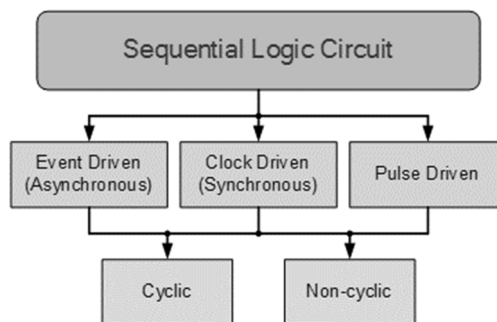 Sequential Logic Circuit
Event Driven
(Asynchronous)
Clock Driven
(Synchronous)
Pulse Driven
Cyclic
Non-cyclic